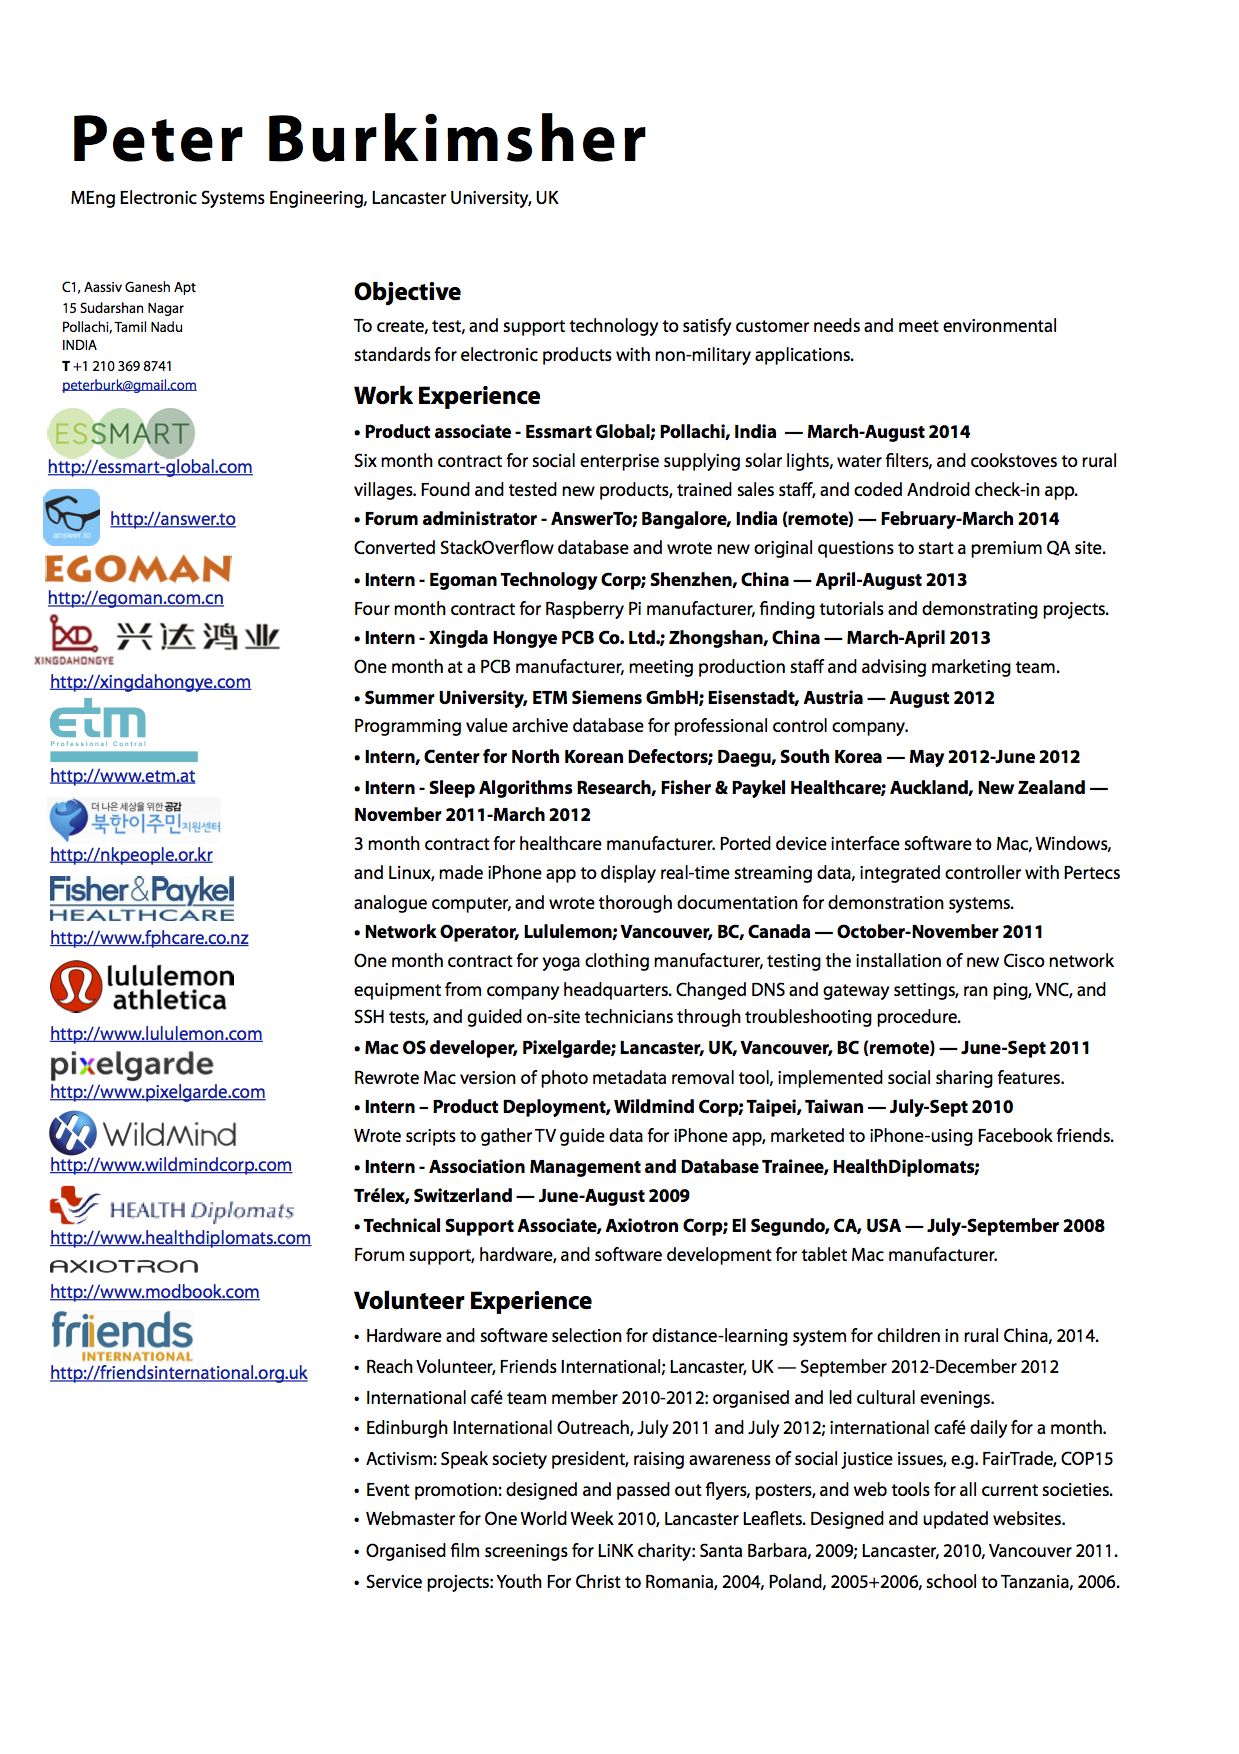 Peter Burkimsher
MEng Electronic Systems Engineering, Lancaster University, UK
C1, Aassiv Ganesh Apt
15 Sudarshan Nagar
Pollachi, Tamil Nadu
INDIA
T +1 210 369 8741
peterburk@gmail.com
ESSMART
http://essmart-global.com
answer.to
http://answer.to
EGOMAN
http://egoman.com.cn
XD 兴达鸿业
XINGDAHONGYE
http://xingdahongye.com
etm
Professional Control
http://www.etm.at
더 나은 세상을 위한 공감
북한이주민지원센터
http://nkpeople.or.kr
Fisher&Paykel
HEALTHCARE
http://www.fphcare.co.nz
lululemon
athletica
http://www.lululemon.com
pixelgarde
http://www.pixelgarde.com
WILDMIND
http://www.wildmindcorp.com
HEALTH Diplomats
http://www.healthdiplomats.com
AXIOTRON
http://www.modbook.com
friends
INTERNATIONAL
http://friendsinternational.org.uk
Objective
To create, test, and support technology to satisfy customer needs and meet environmental
standards for electronic products with non-military applications.
Work Experience
• Product associate - Essmart Global; Pollachi, India — March-August 2014
Six month contract for social enterprise supplying solar lights, water filters, and cookstoves to rural
villages. Found and tested new products, trained sales staff, and coded Android check-in app.
• Forum administrator - AnswerTo; Bangalore, India (remote) — February-March 2014
Converted StackOverflow database and wrote new original questions to start a premium QA site.
• Intern - Egoman Technology Corp; Shenzhen, China — April-August 2013
Four month contract for Raspberry Pi manufacturer, finding tutorials and demonstrating projects.
• Intern - Xingda Hongye PCB Co. Ltd.; Zhongshan, China — March-April 2013
One month at a PCB manufacturer, meeting production staff and advising marketing team.
• Summer University, ETM Siemens GmbH; Eisenstadt, Austria — August 2012
Programming value archive database for professional control company.
• Intern, Center for North Korean Defectors; Daegu, South Korea — May 2012-June 2012
• Intern - Sleep Algorithms Research, Fisher & Paykel Healthcare; Auckland, New Zealand —
November 2011-March 2012
3 month contract for healthcare manufacturer. Ported device interface software to Mac, Windows,
and Linux, made iPhone app to display real-time streaming data, integrated controller with Pertecs
analogue computer, and wrote thorough documentation for demonstration systems.
• Network Operator, Lululemon; Vancouver, BC, Canada — October-November 2011
One month contract for yoga clothing manufacturer, testing the installation of new Cisco network
equipment from company headquarters. Changed DNS and gateway settings, ran ping, VNC, and
SSH tests, and guided on-site technicians through troubleshooting procedure.
• Mac OS developer, Pixelgarde; Lancaster, UK, Vancouver, BC (remote) — June-Sept 2011
Rewrote Mac version of photo metadata removal tool, implemented social sharing features.
• Intern – Product Deployment, Wildmind Corp; Taipei, Taiwan — July-Sept 2010
Wrote scripts to gather TV guide data for iPhone app, marketed to iPhone-using Facebook friends.
• Intern - Association Management and Database Trainee, HealthDiplomats;
Trélex, Switzerland — June-August 2009
• Technical Support Associate, Axiotron Corp; El Segundo, CA, USA — July-September 2008
Forum support, hardware, and software development for tablet Mac manufacturer.
Volunteer Experience
• Hardware and software selection for distance-learning system for children in rural China, 2014.
• Reach Volunteer, Friends International; Lancaster, UK — September 2012-December 2012
• International café team member 2010-2012: organised and led cultural evenings.
• Edinburgh International Outreach, July 2011 and July 2012; international café daily for a month.
• Activism: Speak society president, raising awareness of social justice issues, e.g. FairTrade, COP15
• Event promotion: designed and passed out flyers, posters, and web tools for all current societies.
• Webmaster for One World Week 2010, Lancaster Leaflets. Designed and updated websites.
• Organised film screenings for LiNK charity: Santa Barbara, 2009; Lancaster, 2010, Vancouver 2011.
• Service projects: Youth For Christ to Romania, 2004, Poland, 2005+2006, school to Tanzania, 2006.